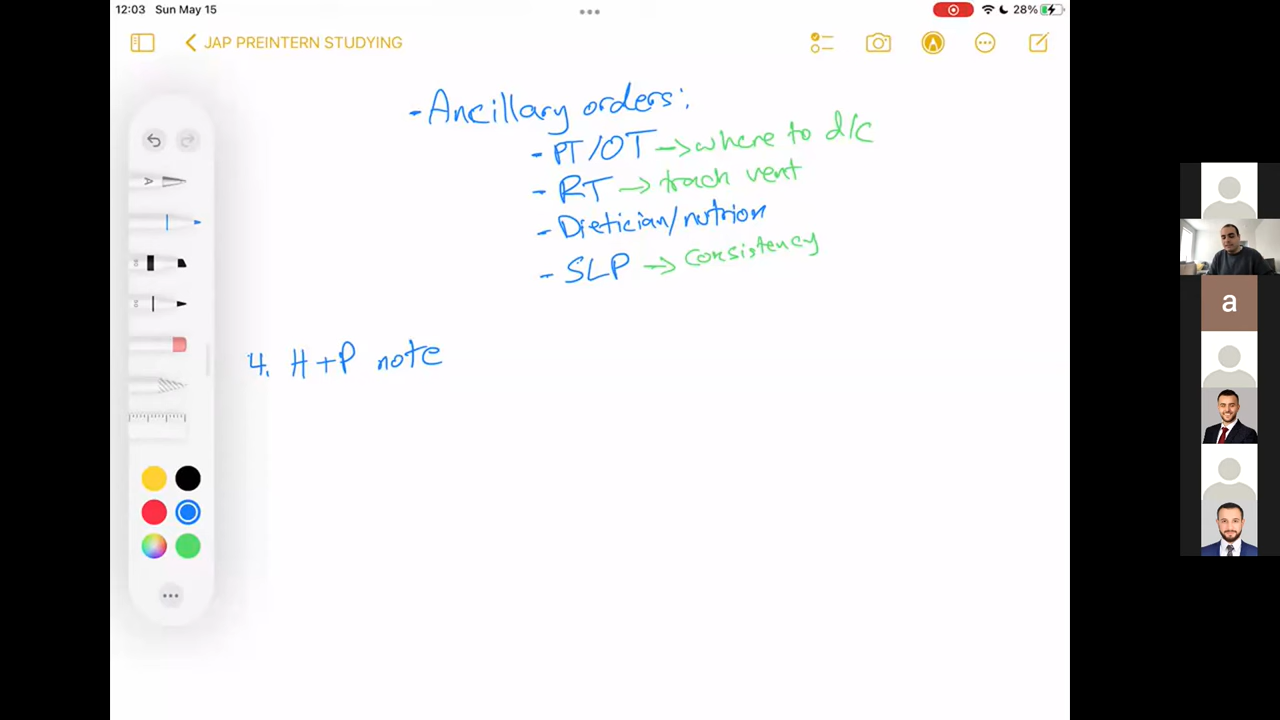 12:03 Sun May 15
28%
JAP PREINTERN STUDYING
- Ancillary orders:
- PT/OT → where to d/c
- RT → trach vent
- Dietician/nutrion
- SLP → consistency
4. H+P note
a